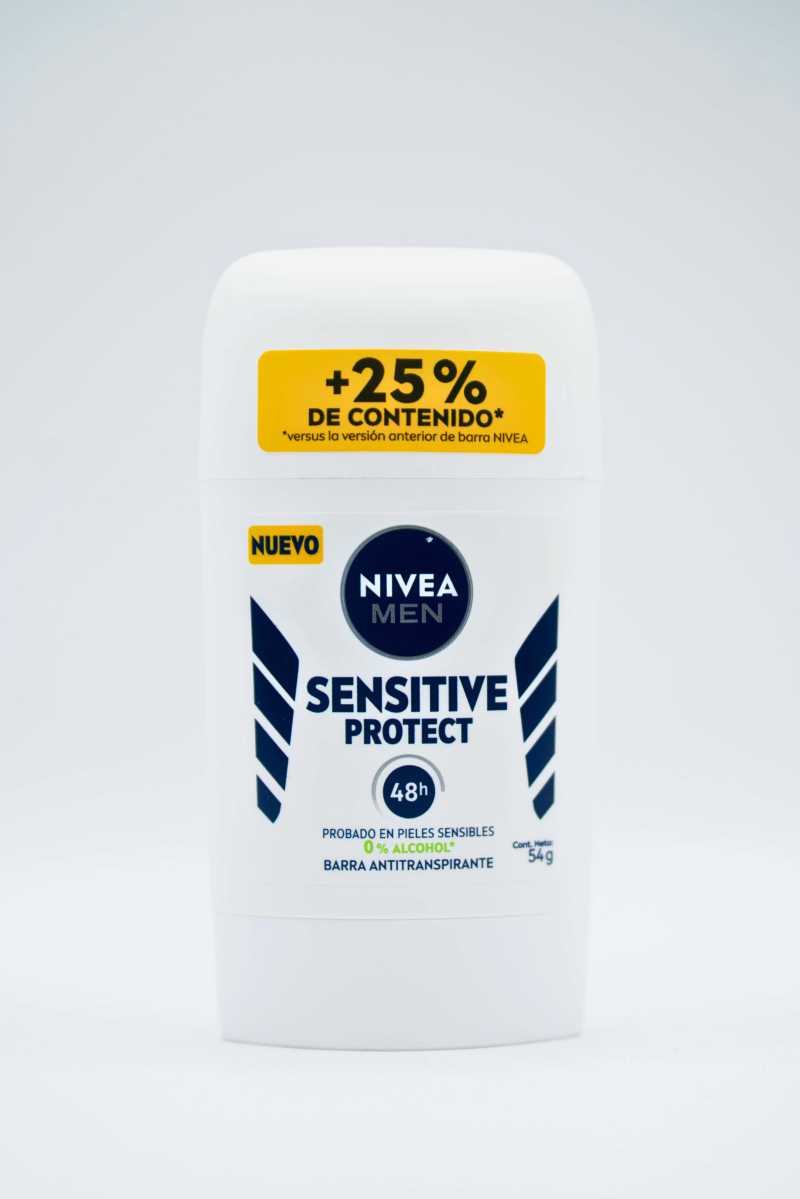 +25%
DE CONTENIDO*
*versus la versión anterior de barra NIVEA
NUEVO
NIVEA
MEN
SENSITIVE
PROTECT
48h
PROBADO EN PIELES SENSIBLES
0% ALCOHOL*
BARRA ANTITRANSPIRANTE
Cont. Neto:
54g